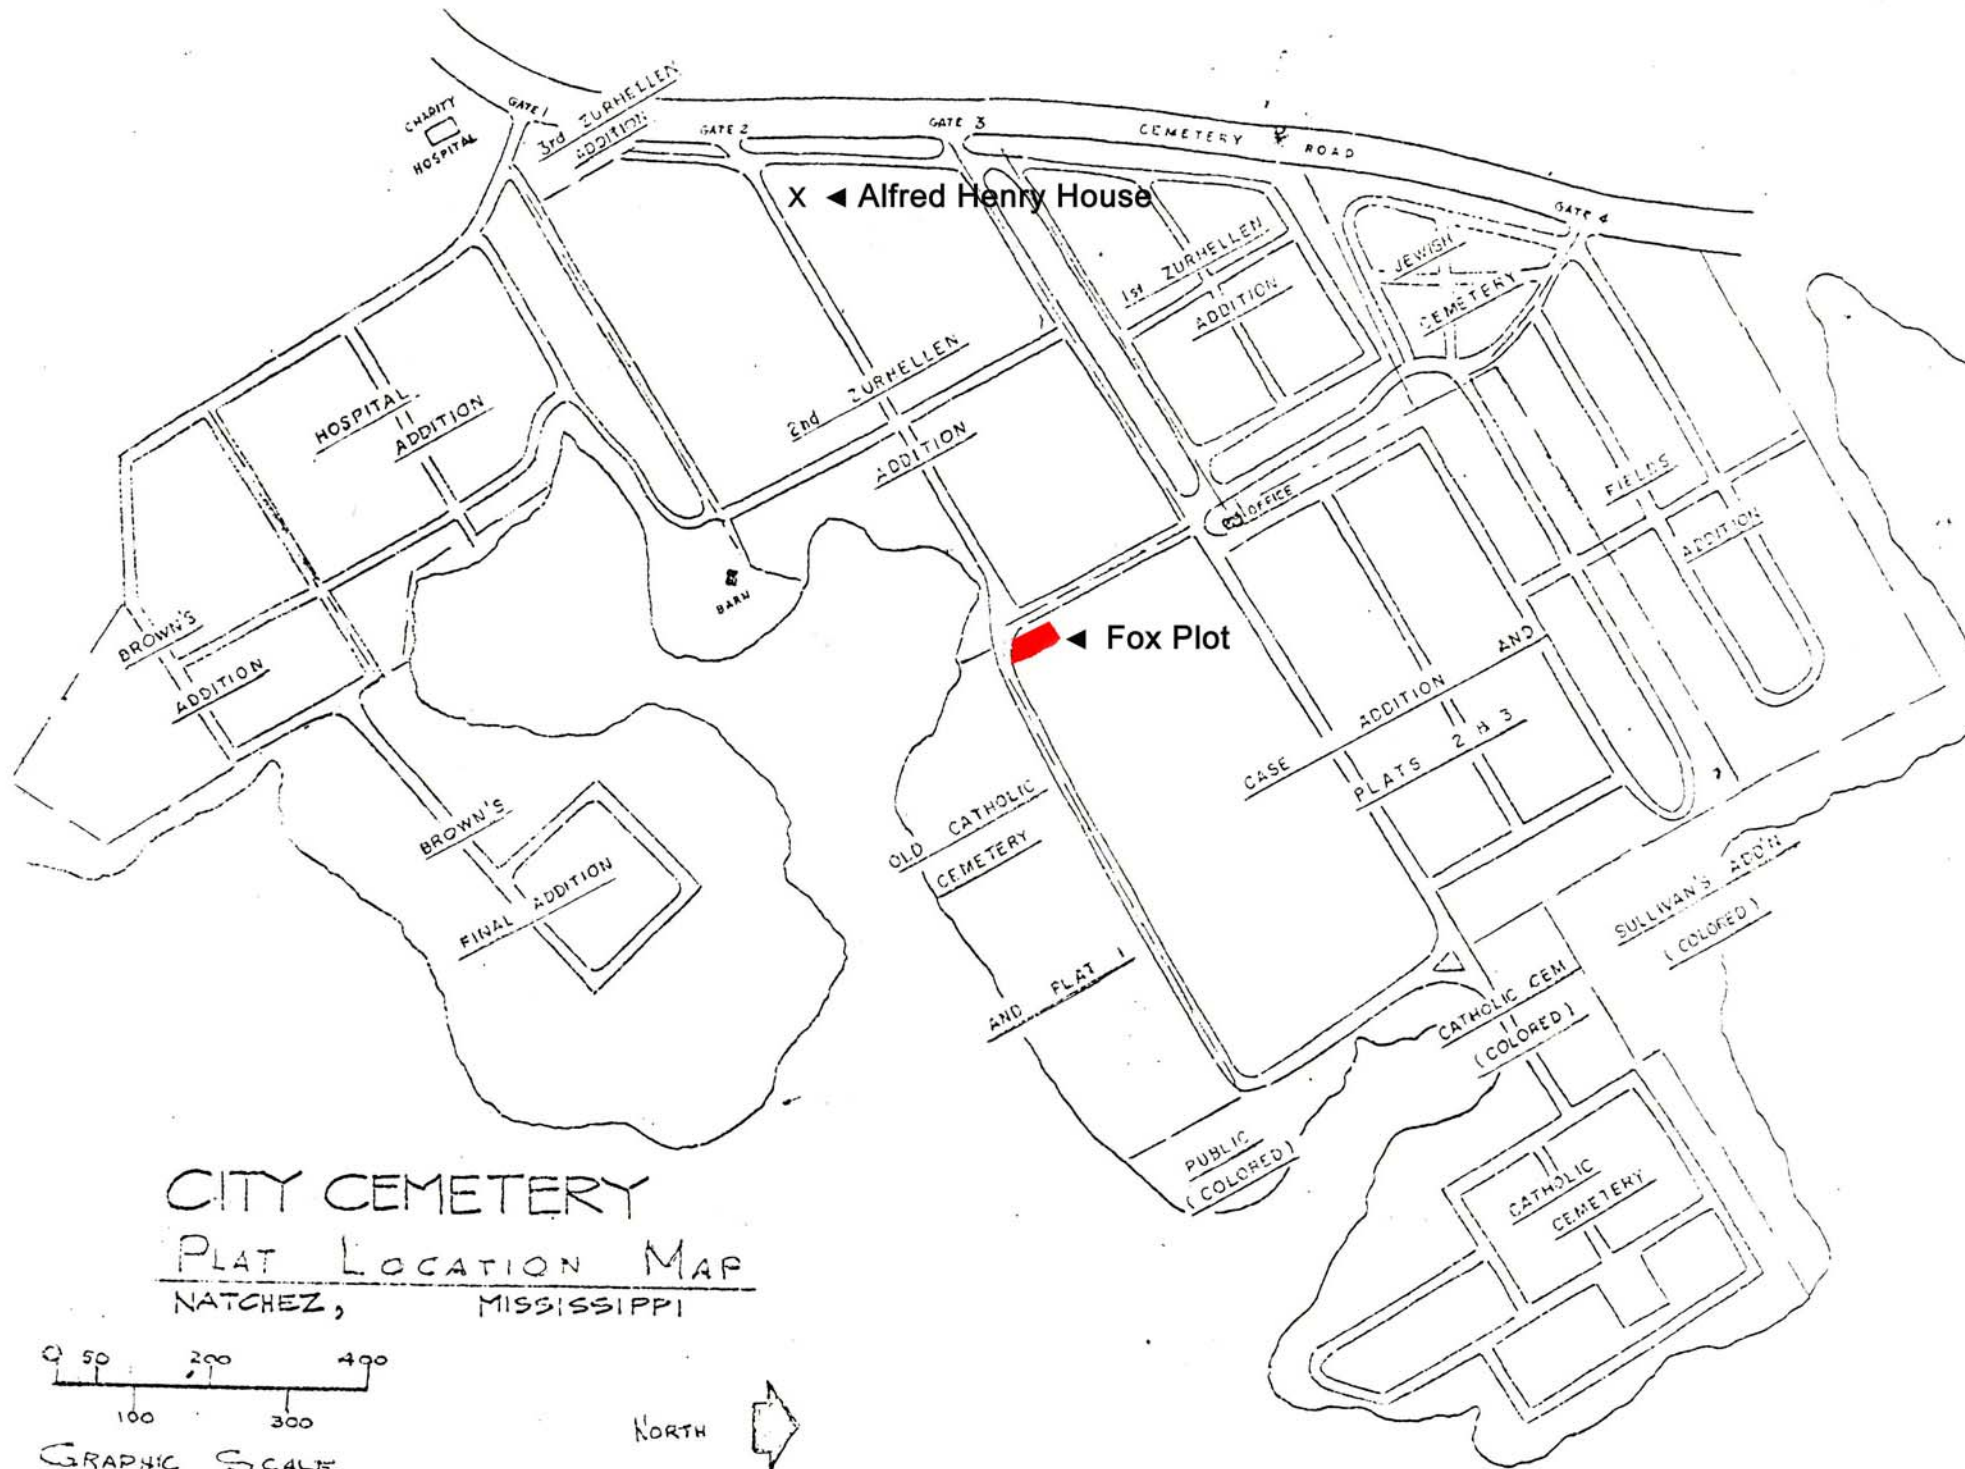 CHARITY
HOSPITAL
GATE 1
3rd ZURHELLEN
ADDITION
GATE 2
GATE 3
CEMETERY ROAD
X ◄ Alfred Henry House
GATE 4
1st ZURHELLEN
ADDITION
JEWISH
CEMETERY
HOSPITAL
ADDITION
2nd ZURHELLEN
ADDITION
OFFICE
FIELDS
ADDITION
BARN
◄ Fox Plot
BROWN'S
ADDITION
CASE ADDITION AND
PLATS 2 & 3
BROWN'S
FINAL ADDITION
OLD CATHOLIC
CEMETERY
AND PLAT 1
SULLIVAN'S ADD'N
(COLORED)
CATHOLIC CEM
(COLORED)
PUBLIC
(COLORED)
CATHOLIC
CEMETERY
CITY CEMETERY
PLAT LOCATION MAP
NATCHEZ, MISSISSIPPI
0 50 200 400
100 300
GRAPHIC SCALE
NORTH